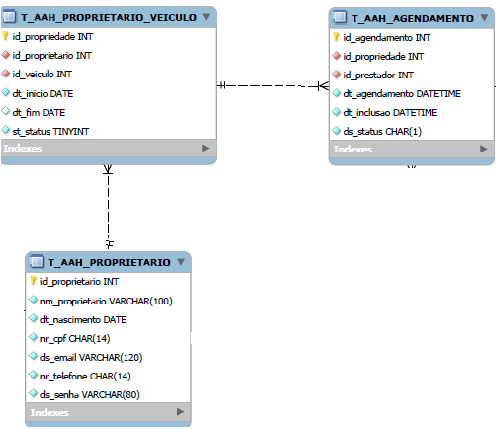 T_AAH_PROPRIETARIO_VEICULO
id_propriedade INT
id_proprietario INT
id_veiculo INT
dt_inicio DATE
dt_fim DATE
st_status TINYINT
Indexes
T_AAH_AGENDAMENTO
id_agendamento INT
id_propriedade INT
id_prestador INT
dt_agendamento DATETIME
dt_inclusao DATETIME
ds_status CHAR(1)
Indexes
T_AAH_PROPRIETARIO
id_proprietario INT
nm_proprietario VARCHAR(100)
dt_nascimento DATE
nr_cpf CHAR(14)
ds_email VARCHAR(120)
nr_telefone CHAR(14)
ds_senha VARCHAR(80)
Indexes